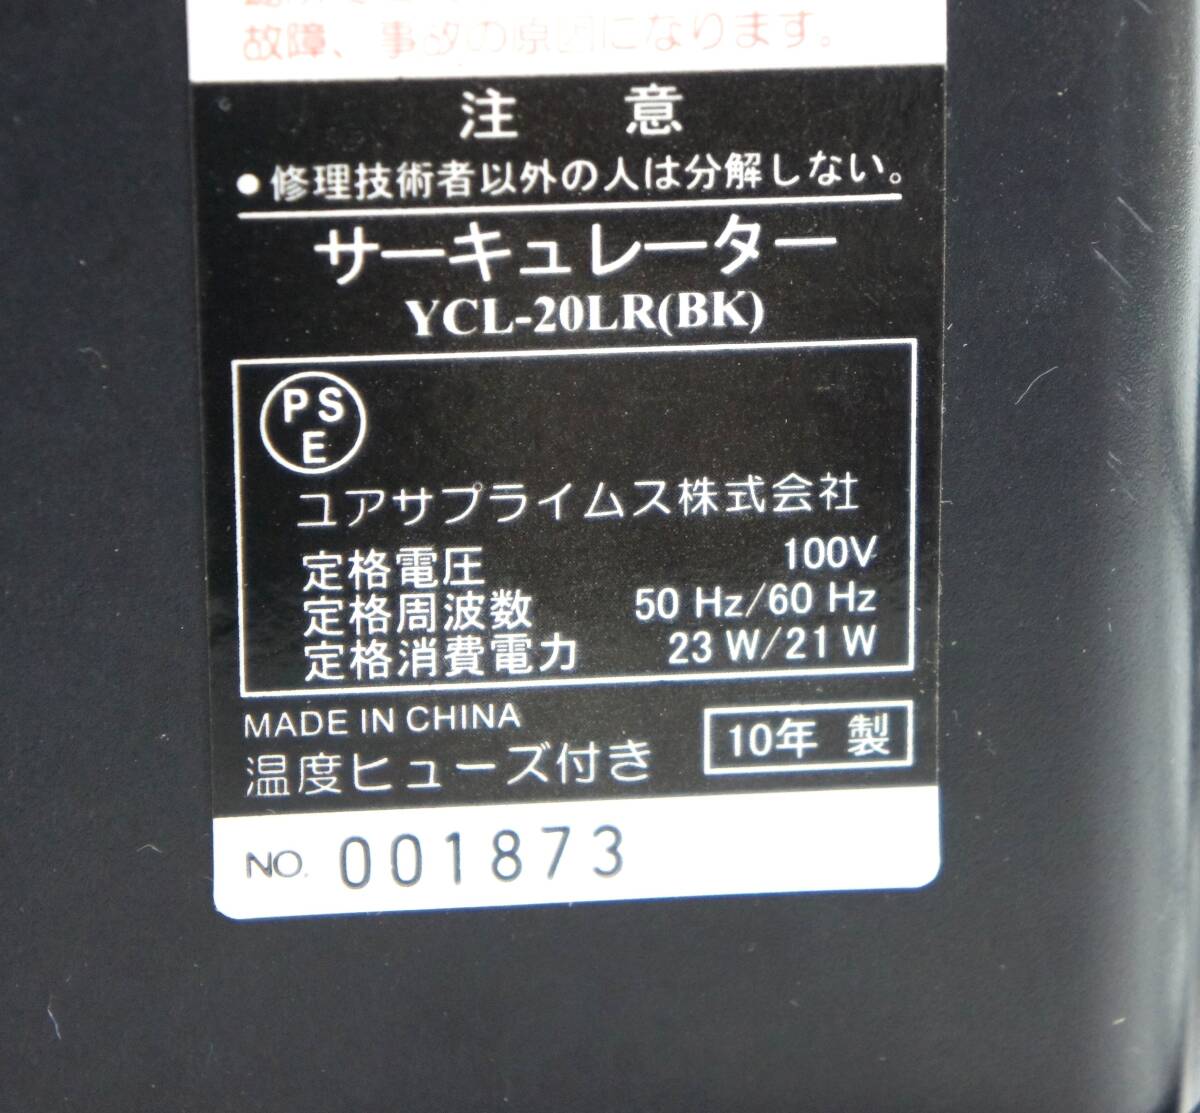 故障、事故の原因になります。
注 意
●修理技術者以外の人は分解しない。
サーキュレーター
YCL-20LR(BK)
PS
E
ユアサプライムス株式会社
定格電圧 100V
定格周波数 50 Hz/60 Hz
定格消費電力 23 W/21 W
MADE IN CHINA
温度ヒューズ付き
10年 製
NO. 001873